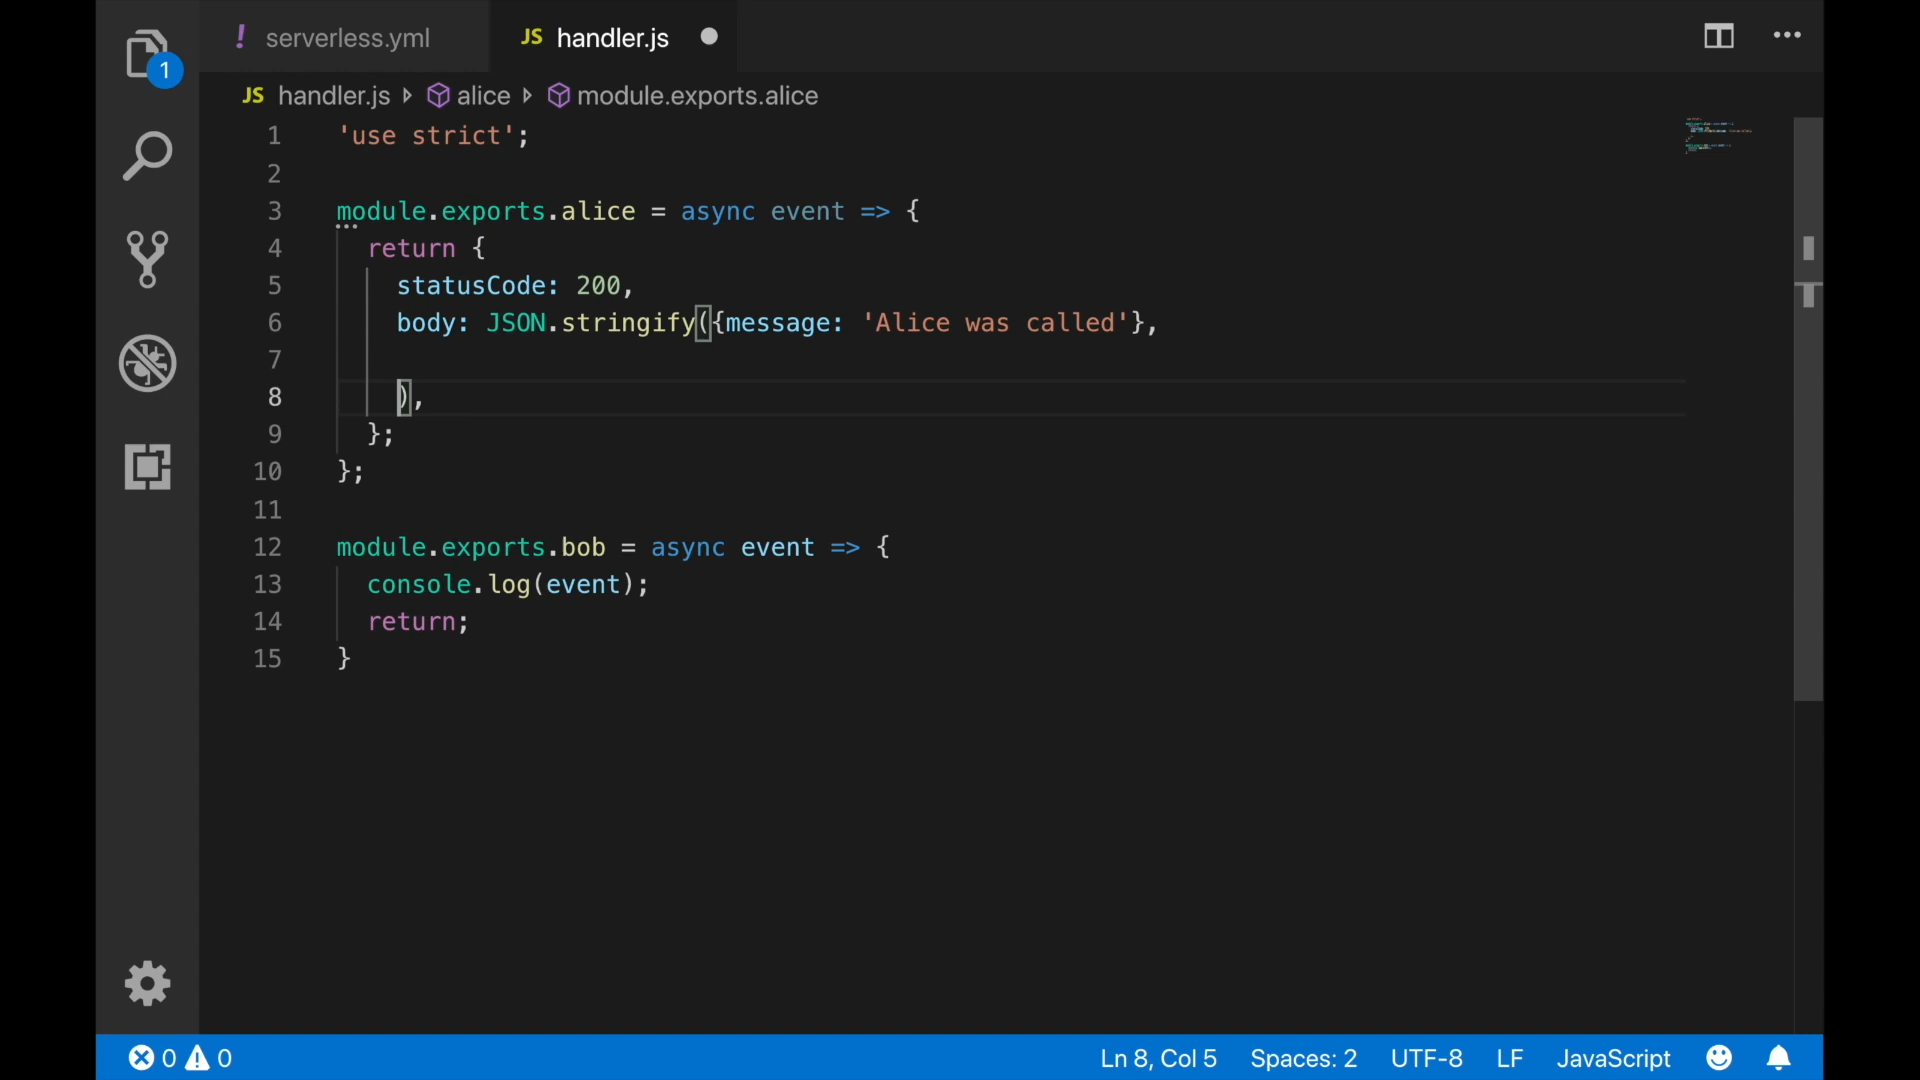 1
! serverless.yml JS handler.js
JS handler.js alice module.exports.alice
1 'use strict';
2
3 module.exports.alice = async event => {
4 return {
5 statusCode: 200,
6 body: JSON.stringify({message: 'Alice was called'},
7
8 ),
9 };
10 };
11
12 module.exports.bob = async event => {
13 console.log(event);
14 return;
15 }
0 0 Ln 8, Col 5 Spaces: 2 UTF-8 LF JavaScript